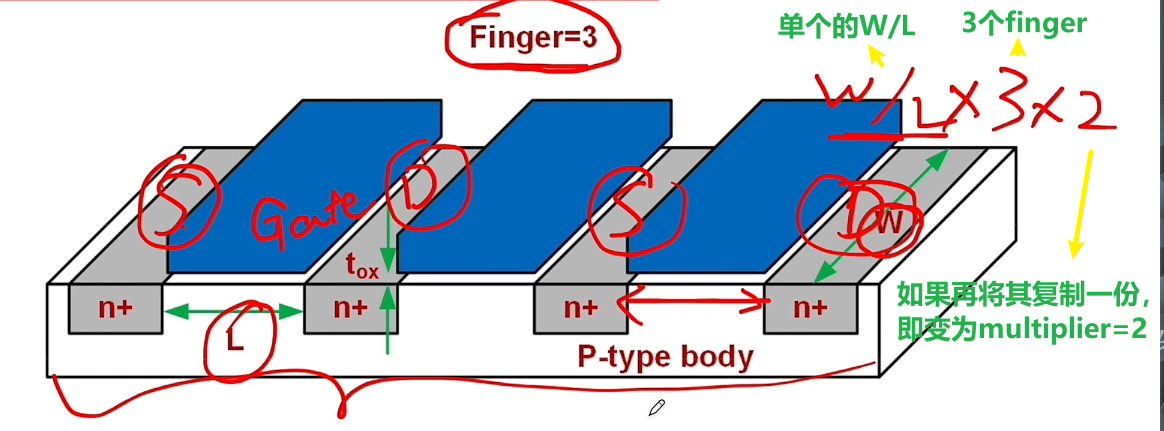 Finger=3
单个的W/L
3个finger
W/L×3×2
S
D
S
D
W
Gate
tox
n+
n+
n+
n+
L
如果再将其复制一份，
即变为multiplier=2
P-type body